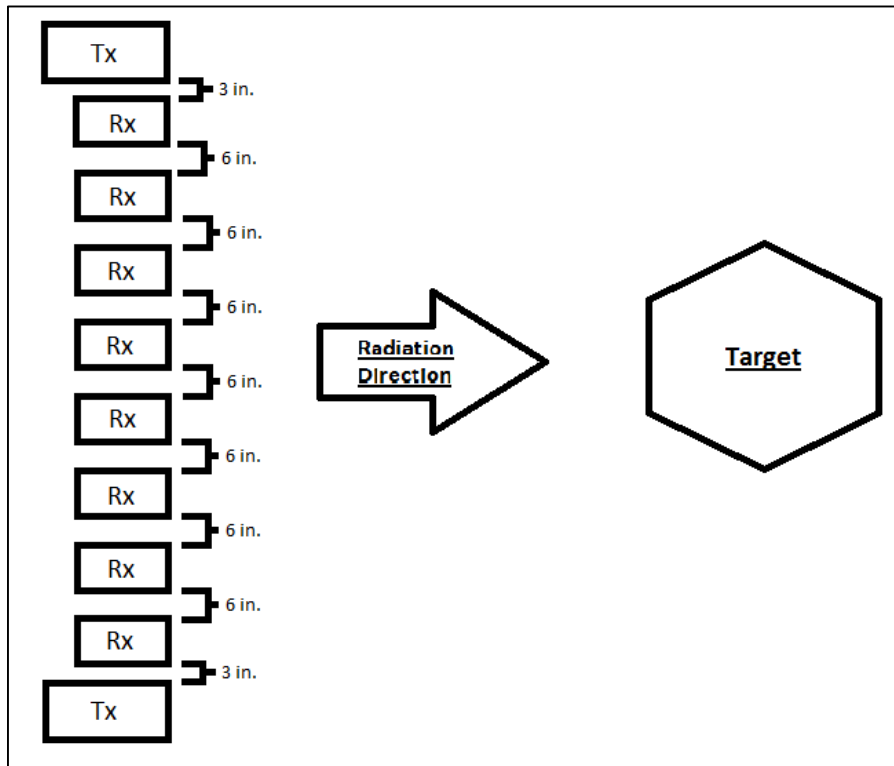 Tx
3 in.
Rx
6 in.
Rx
6 in.
Rx
6 in.
Rx
6 in.
Rx
6 in.
Rx
6 in.
Rx
6 in.
Rx
3 in.
Tx
Radiation
Direction
Target